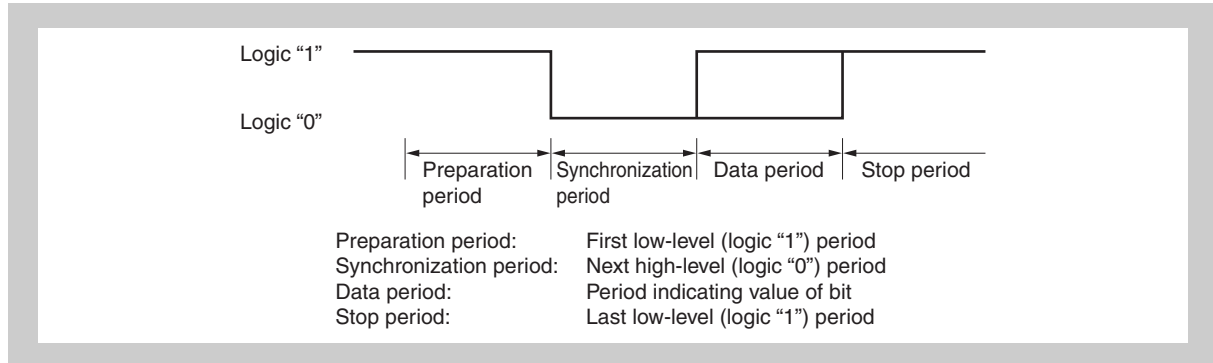 Logic “1”
Logic “0”
Preparation period
Synchronization period
Data period
Stop period
Preparation period: First low-level (logic “1”) period
Synchronization period: Next high-level (logic “0”) period
Data period: Period indicating value of bit
Stop period: Last low-level (logic “1”) period